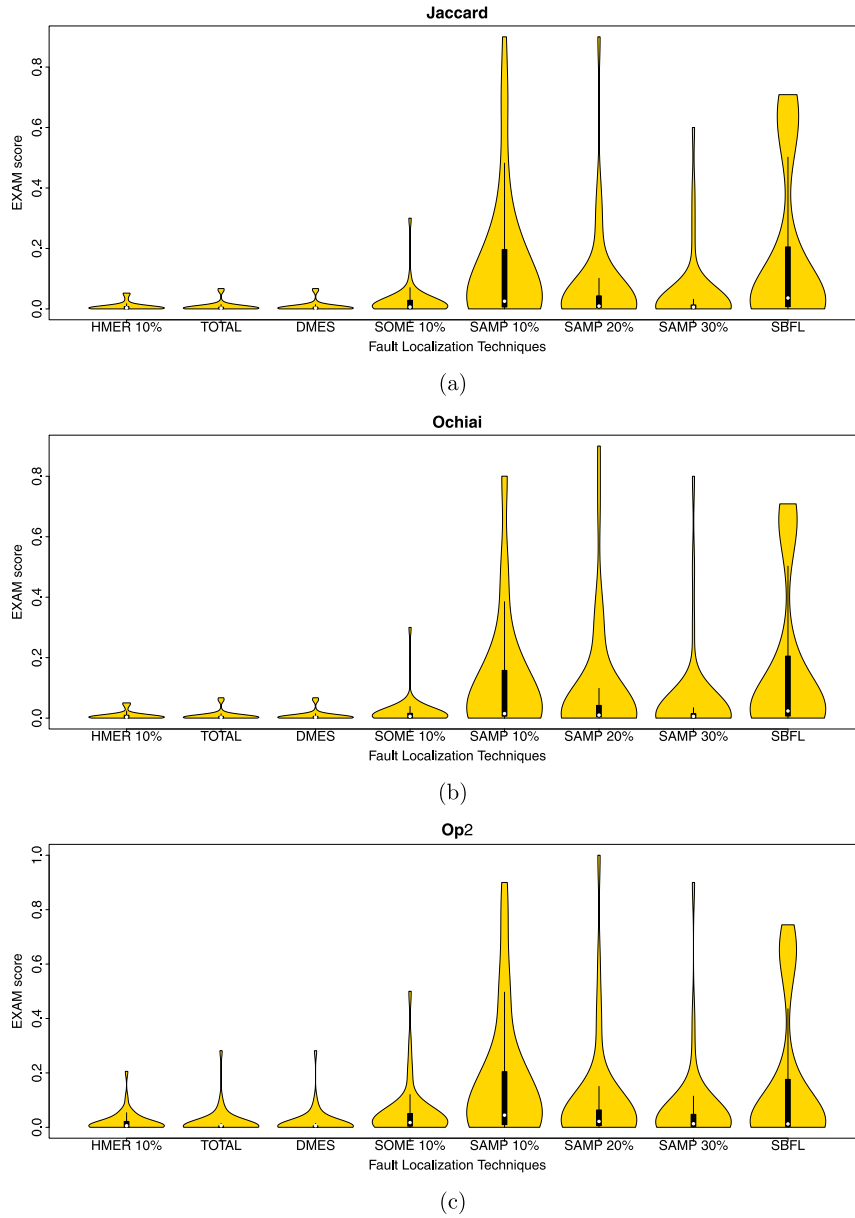 Jaccard
EXAM score
0.0 0.2 0.4 0.6 0.8
HMER 10% TOTAL DMES SOME 10% SAMP 10% SAMP 20% SAMP 30% SBFL
Fault Localization Techniques
(a)
Ochiai
EXAM score
0.0 0.2 0.4 0.6 0.8
HMER 10% TOTAL DMES SOME 10% SAMP 10% SAMP 20% SAMP 30% SBFL
Fault Localization Techniques
(b)
Op2
EXAM score
0.0 0.2 0.4 0.6 0.8 1.0
HMER 10% TOTAL DMES SOME 10% SAMP 10% SAMP 20% SAMP 30% SBFL
Fault Localization Techniques
(c)